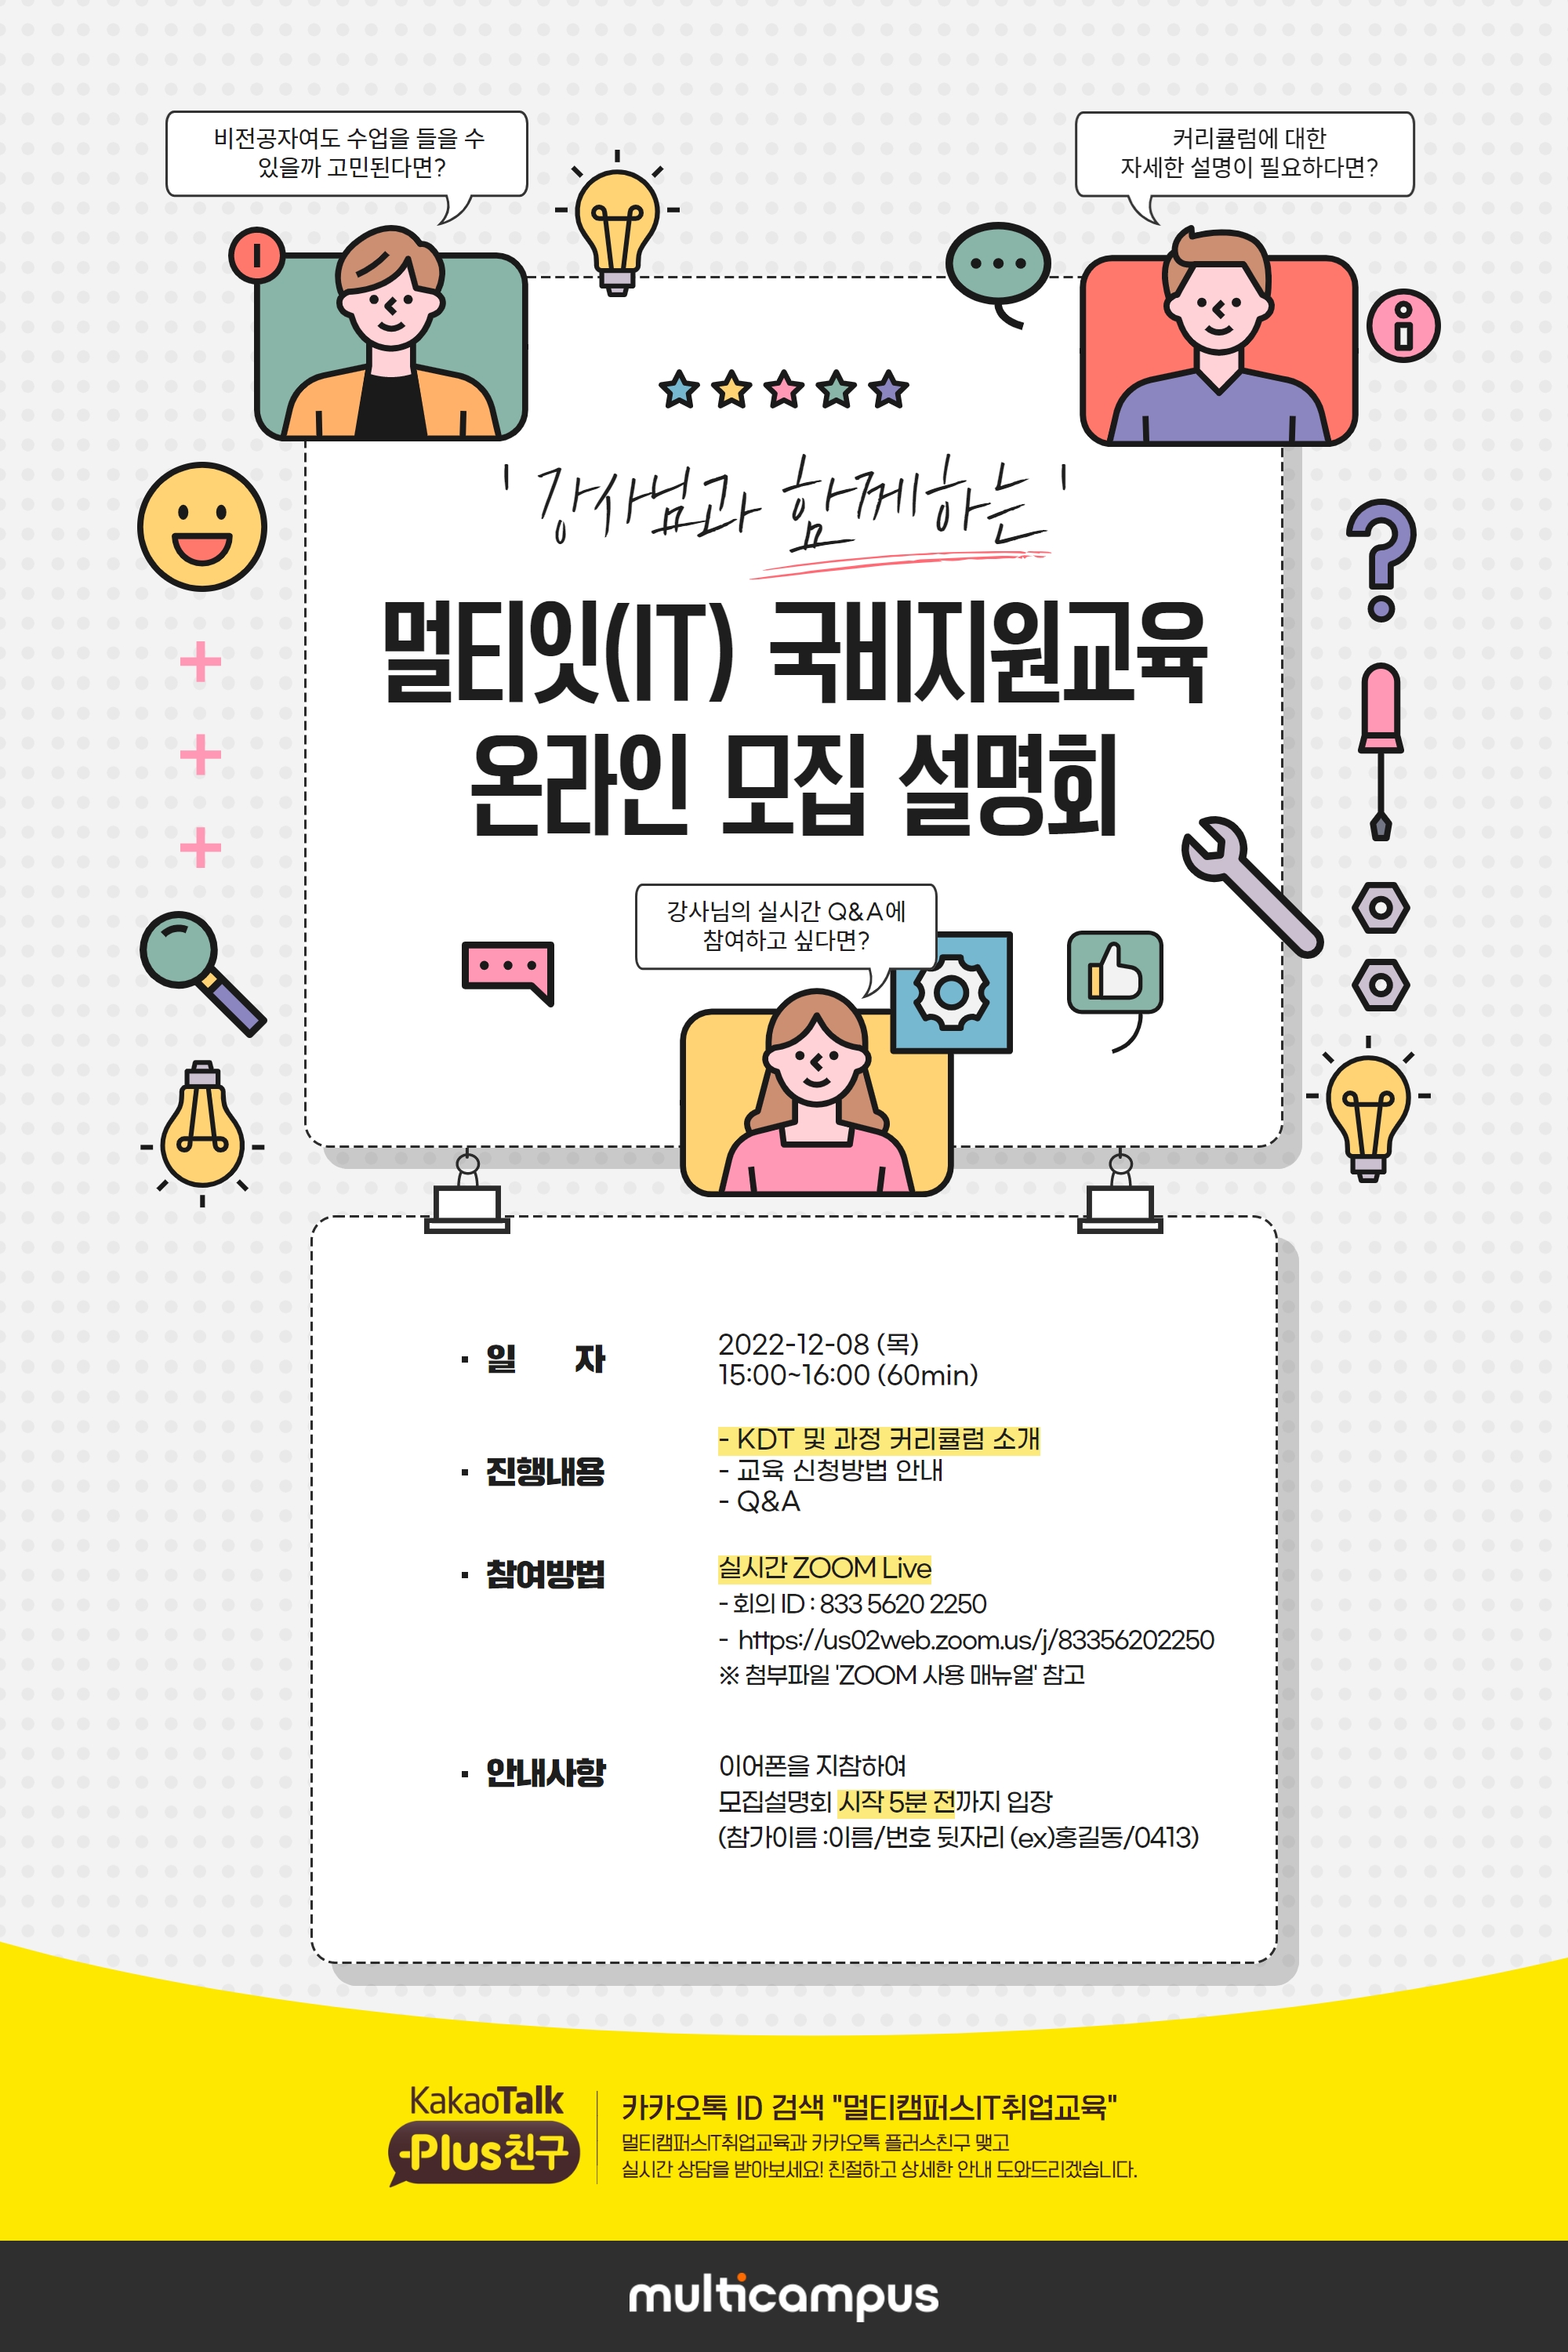 비전공자여도 수업을 들을 수
있을까 고민된다면?
커리큘럼에 대한
자세한 설명이 필요하다면?
' 강사님과 함께하는 '
멀티잇(IT) 국비지원교육
온라인 모집 설명회
강사님의 실시간 Q&A에
참여하고 싶다면?
· 일 자
2022-12-08 (목)
15:00~16:00 (60min)
· 진행내용
- KDT 및 과정 커리큘럼 소개
- 교육 신청방법 안내
- Q&A
· 참여방법
실시간 ZOOM Live
- 회의 ID : 833 5620 2250
- https://us02web.zoom.us/j/83356202250
※ 첨부파일 'ZOOM 사용 매뉴얼' 참고
· 안내사항
이어폰을 지참하여
모집설명회 시작 5분 전까지 입장
(참가이름 :이름/번호 뒷자리 (ex)홍길동/0413)
KakaoTalk
Plus친구
카카오톡 ID 검색 "멀티캠퍼스IT취업교육"
멀티캠퍼스IT취업교육과 카카오톡 플러스친구 맺고
실시간 상담을 받아보세요! 친절하고 상세한 안내 도와드리겠습니다.
multicampus